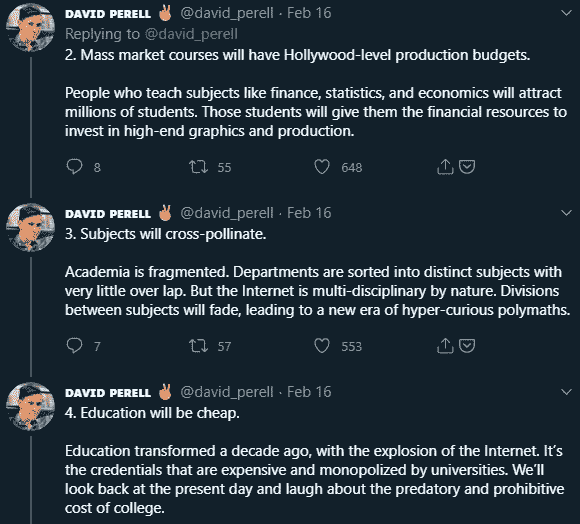 DAVID PERELL ✌ @david_perell · Feb 16
Replying to @david_perell
2. Mass market courses will have Hollywood-level production budgets.
People who teach subjects like finance, statistics, and economics will attract
millions of students. Those students will give them the financial resources to
invest in high-end graphics and production.
8 55 648
DAVID PERELL ✌ @david_perell · Feb 16
3. Subjects will cross-pollinate.
Academia is fragmented. Departments are sorted into distinct subjects with
very little over lap. But the Internet is multi-disciplinary by nature. Divisions
between subjects will fade, leading to a new era of hyper-curious polymaths.
7 57 553
DAVID PERELL ✌ @david_perell · Feb 16
4. Education will be cheap.
Education transformed a decade ago, with the explosion of the Internet. It’s
the credentials that are expensive and monopolized by universities. We’ll
look back at the present day and laugh about the predatory and prohibitive
cost of college.